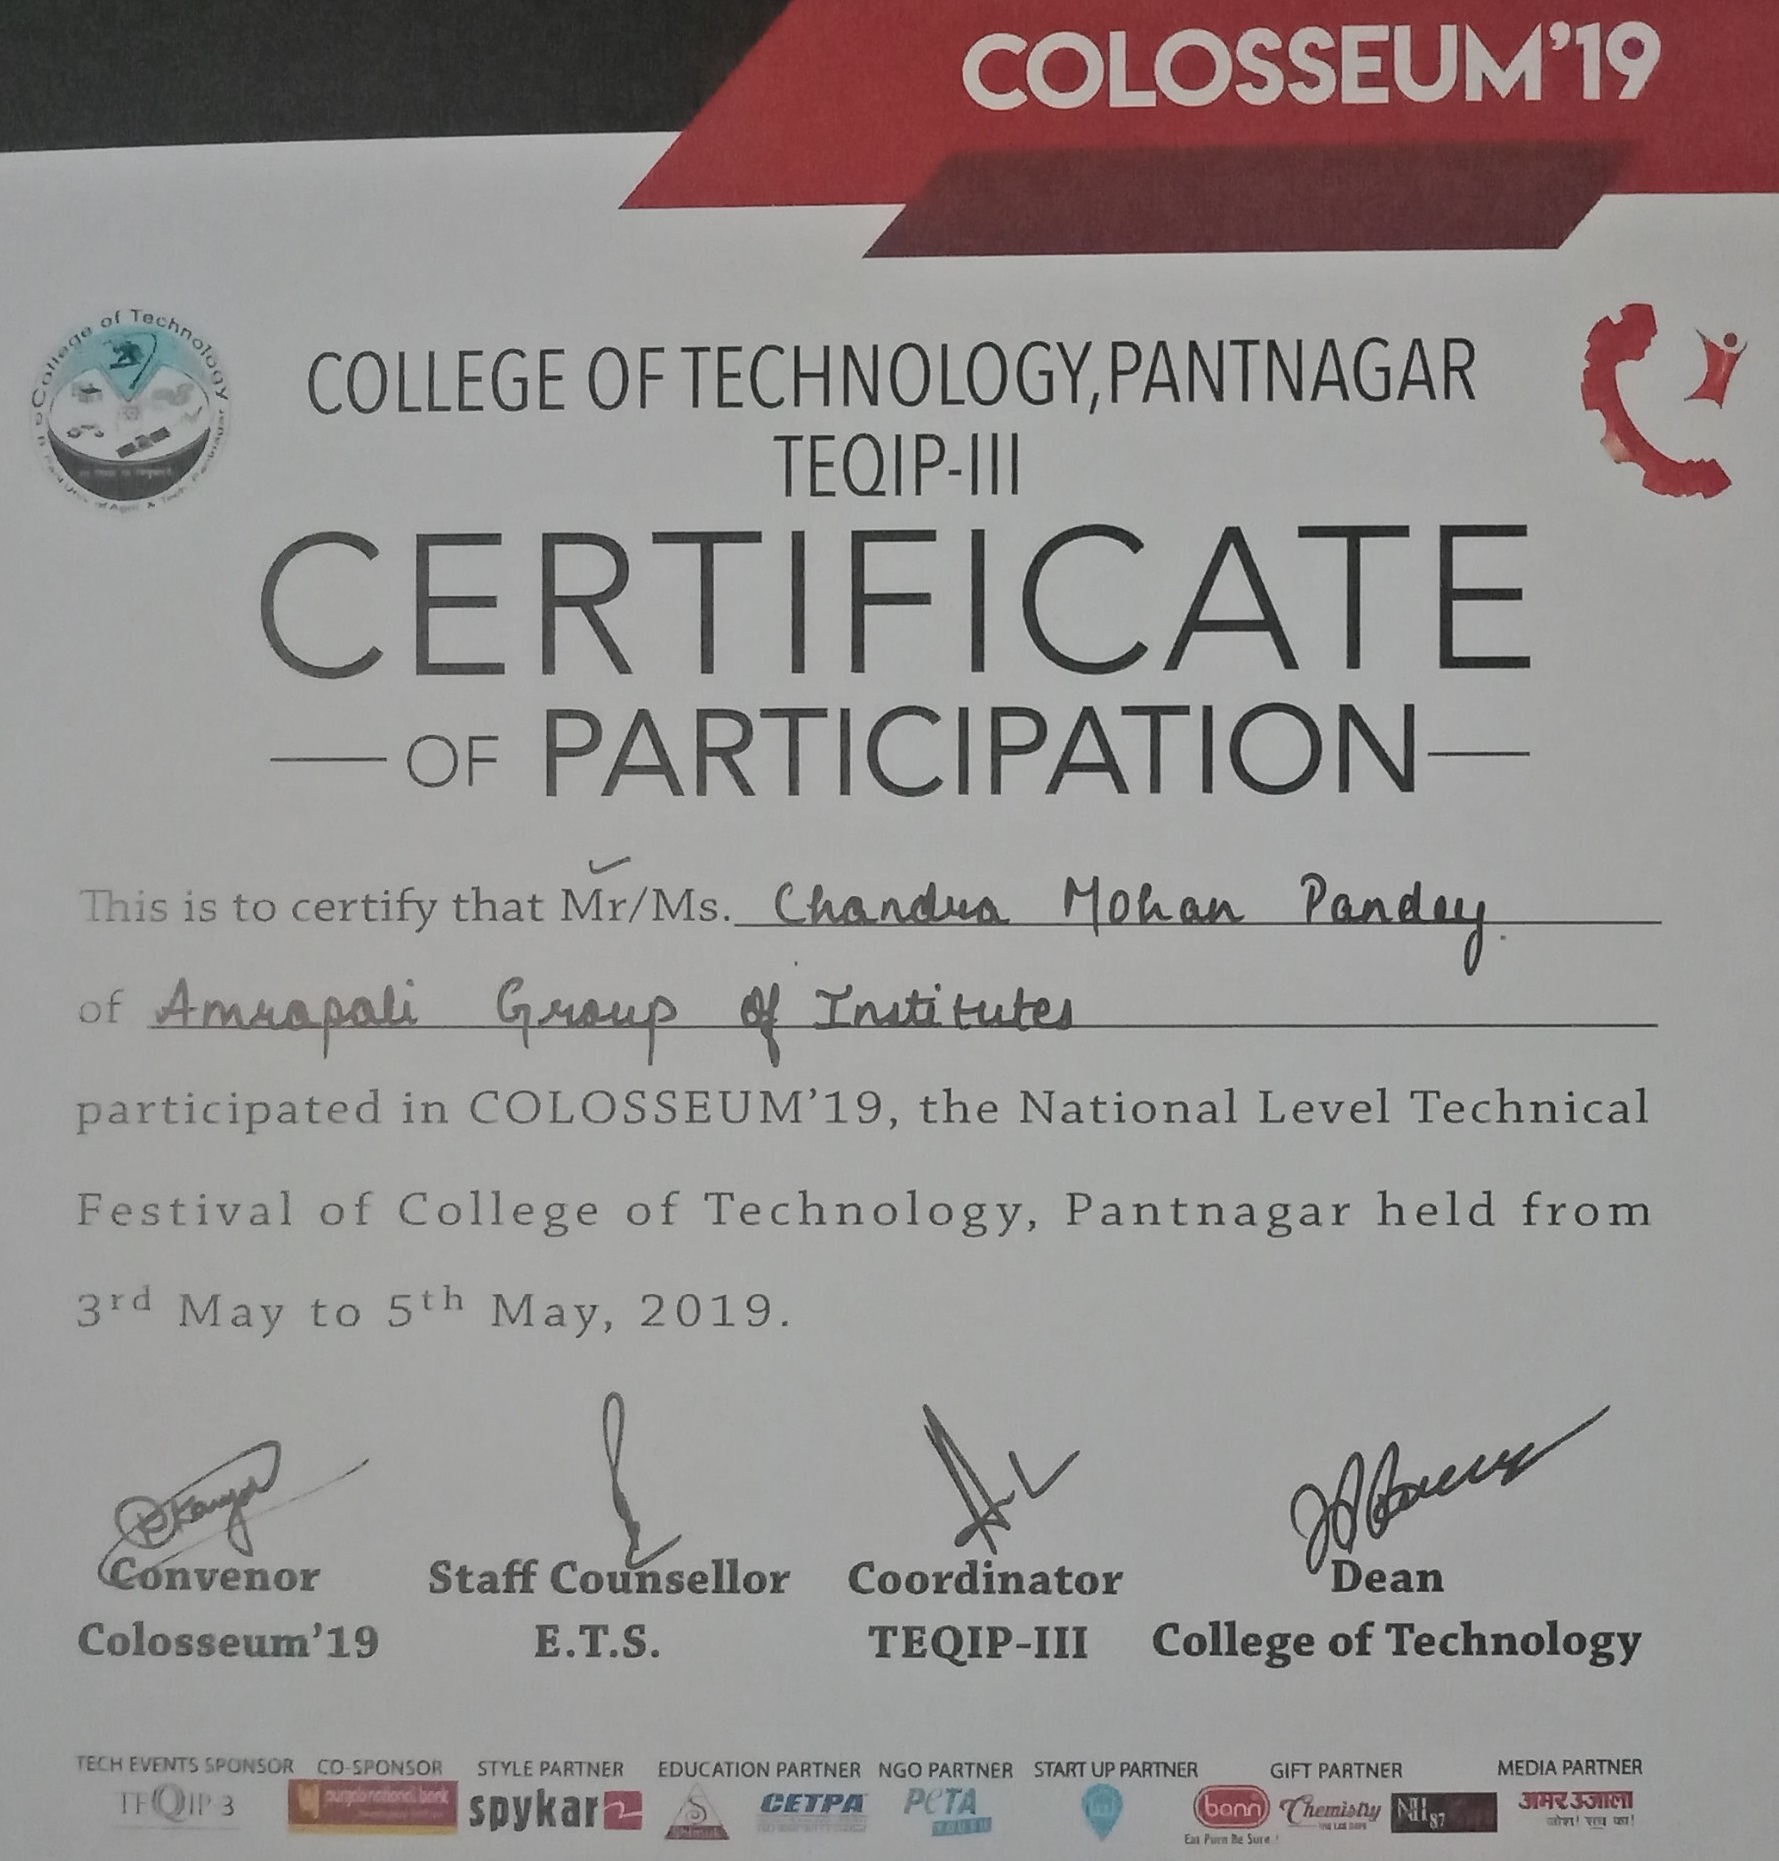 COLOSSEUM'19
College of Technology
COLLEGE OF TECHNOLOGY, PANTNAGAR
TEQIP-III
CERTIFICATE
OF PARTICIPATION
This is to certify that Mr/Ms. Chandra Mohan Pandey.
of Amrapali Group of Institutes
participated in COLOSSEUM'19, the National Level Technical
Festival of College of Technology, Pantnagar held from
3rd May to 5th May, 2019.
Convenor Staff Counsellor Coordinator Dean
Colosseum'19 E.T.S. TEQIP-III College of Technology
TECH EVENTS SPONSOR CO-SPONSOR STYLE PARTNER EDUCATION PARTNER NGO PARTNER START UP PARTNER GIFT PARTNER MEDIA PARTNER
TEQIP-3 punjab national bank spykar S CETPA PETA bonn Chemistry NH87 अमर उजाला
Shimuk YOUTH Eat Pure Be Sure! जोश! सच का!